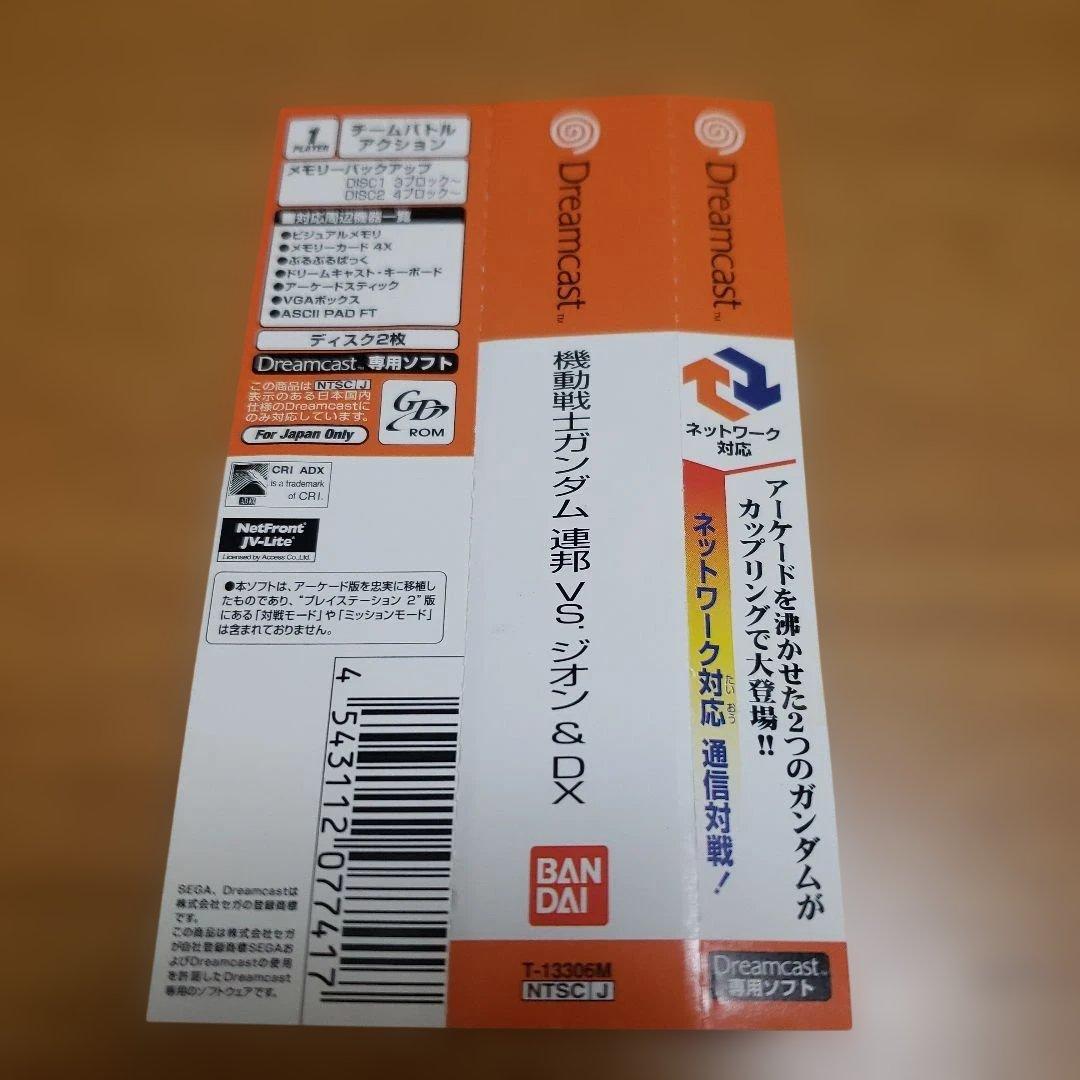 1
PLAYER
チームバトル
アクション
メモリーバックアップ
DISC1 3ブロック～
DISC2 4ブロック～
■対応周辺機器一覧
●ビジュアルメモリ
●メモリーカード 4X
●ぷるぷるぱっく
●ドリームキャスト・キーボード
●アーケードスティック
●VGAボックス
●ASCII PAD FT
ディスク2枚
Dreamcast™ 専用ソフト
この商品は NTSC J
表示のある日本国内
仕様のDreamcastに
のみ対応しています。
For Japan Only
GD
ROM
CRI ADX
is a trademark
of CRI.
NetFront®
JV-Lite®
Licensed by Access Co.,Ltd.
●本ソフトは、アーケード版を忠実に移植し
たものであり、“プレイステーション 2” 版
にある「対戦モード」や「ミッションモード」
は含まれておりません。
4 543112 077417
SEGA、Dreamcastは
株式会社セガの登録商標
です。
この商品は株式会社セガ
が自社登録商標SEGAお
よびDreamcastの使用
を許諾したDreamcast
専用のソフトウェアです。
Dreamcast™
機動戦士ガンダム 連邦 VS. ジオン & DX
BAN
DAI
T-13306M
NTSC J
Dreamcast™
ネットワーク
対応
アーケードを沸かせた2つのガンダムが
カップリングで大登場!!
ネットワーク対応 通信対戦!
たい おう
Dreamcast™
専用ソフト